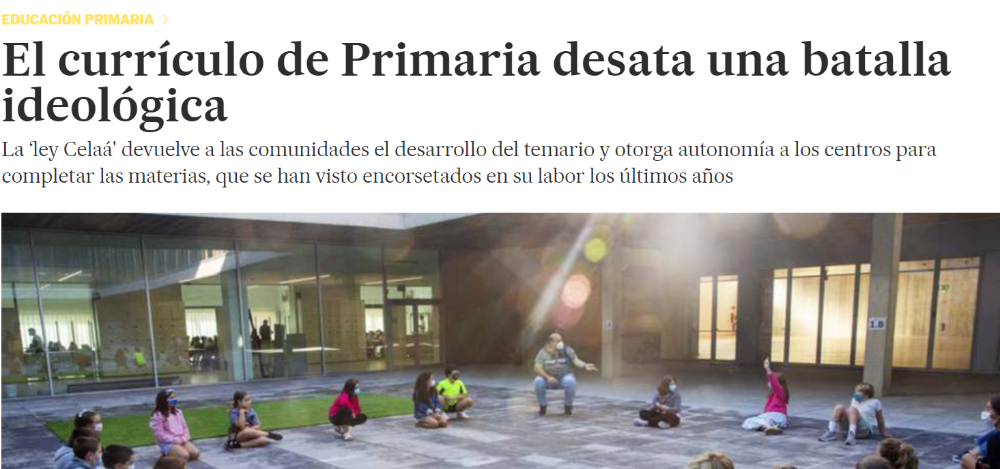 EDUCACIÓN PRIMARIA >
El currículo de Primaria desata una batalla
ideológica
La ‘ley Celaá' devuelve a las comunidades el desarrollo del temario y otorga autonomía a los centros para
completar las materias, que se han visto encorsetados en su labor los últimos años
1.B